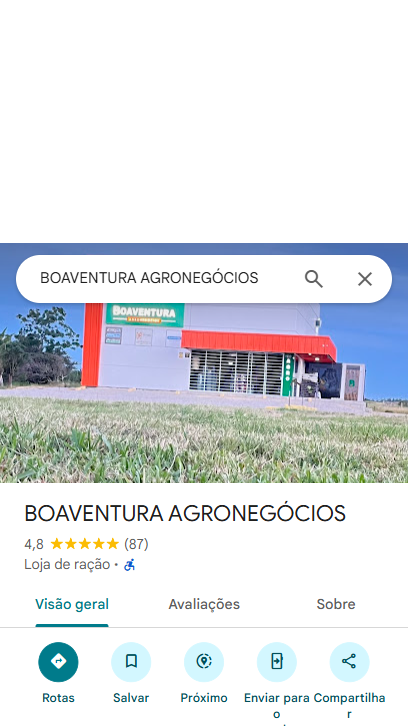 BOAVENTURA AGRONEGÓCIOS
BOAVENTURA
BOAVENTURA AGRONEGÓCIOS
4,8 (87)
Loja de ração ·
Visão geral Avaliações Sobre
Rotas Salvar Próximo Enviar para Compartilha
o r